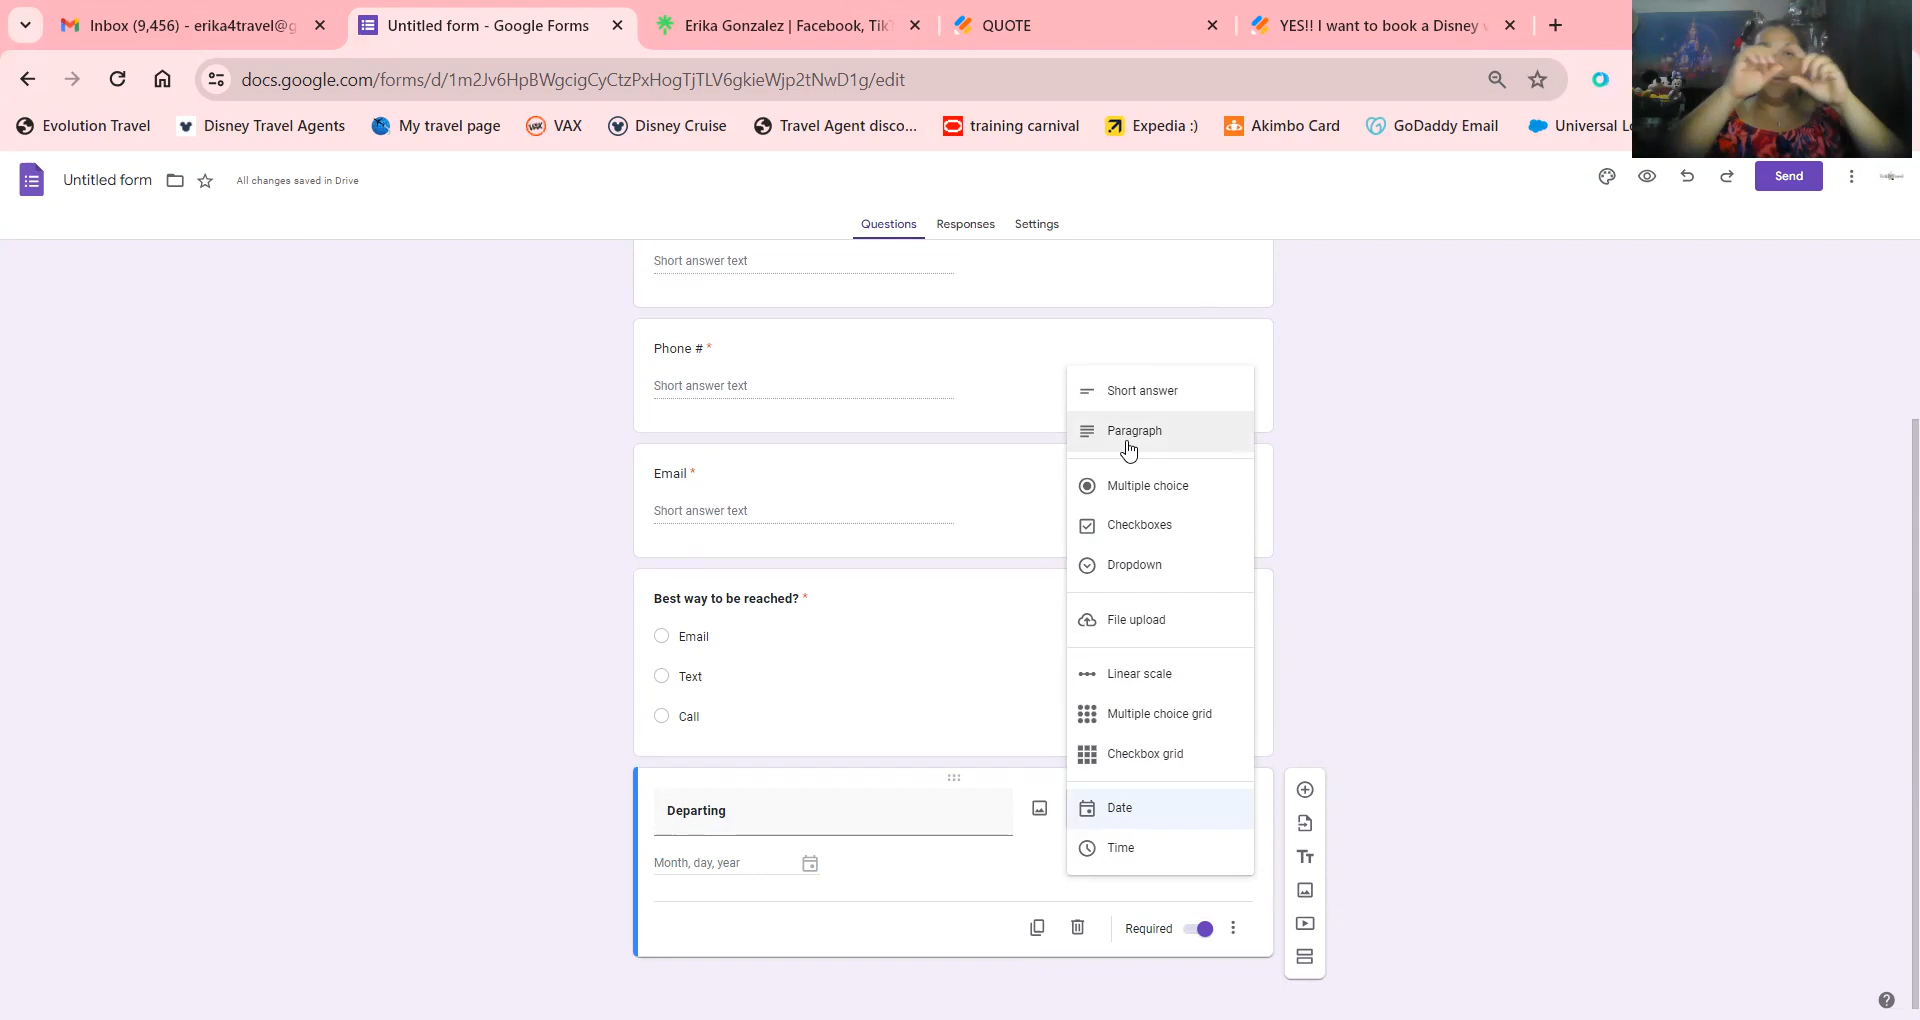 Inbox (9,456) - erika4travel@g
Untitled form - Google Forms
Erika Gonzalez | Facebook, Tik
QUOTE
YES!! I want to book a Disney
docs.google.com/forms/d/1m2Jv6HpBWgcigCyCtzPxHogTjTLV6gkieWjp2tNwD1g/edit
Evolution Travel
Disney Travel Agents
My travel page
VAX
Disney Cruise
Travel Agent disco...
training carnival
Expedia :)
Akimbo Card
GoDaddy Email
Universal Lo
Untitled form
All changes saved in Drive
Send
Questions
Responses
Settings
Short answer text
Phone # *
Short answer text
Email *
Short answer text
Best way to be reached? *
Email
Text
Call
Short answer
Paragraph
Multiple choice
Checkboxes
Dropdown
File upload
Linear scale
Multiple choice grid
Checkbox grid
Date
Time
Departing
Month, day, year
Required